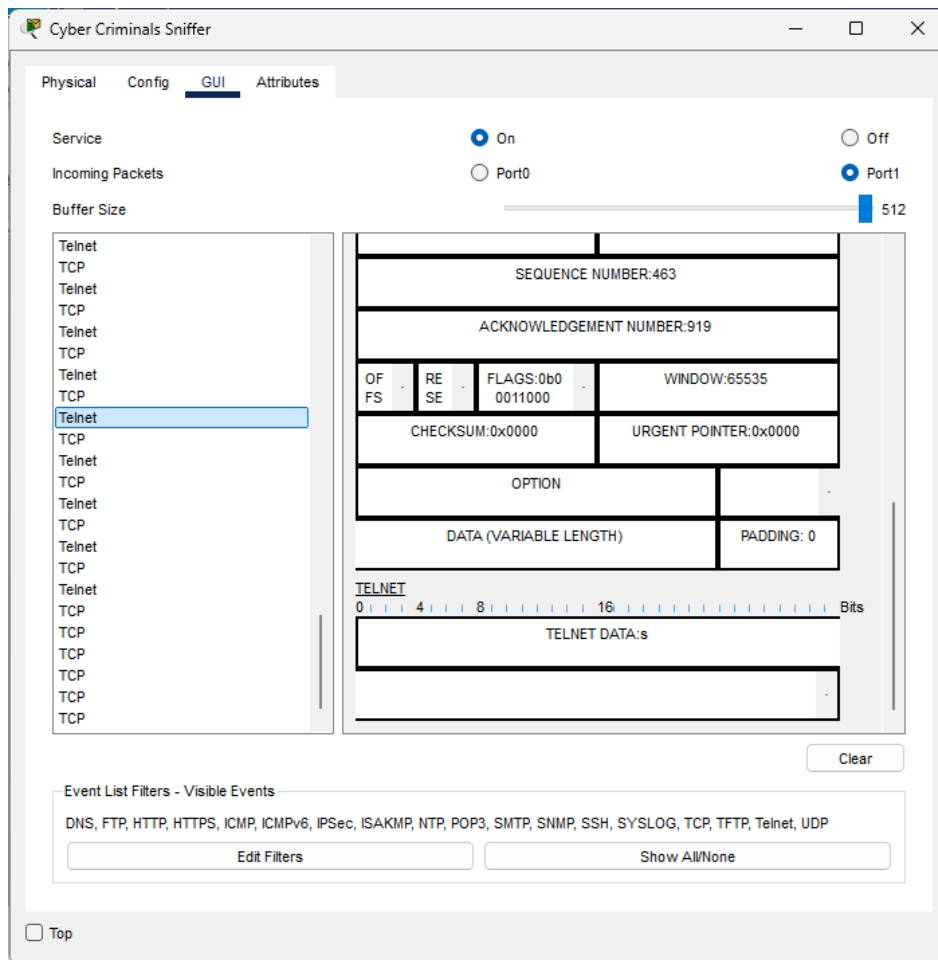 Cyber Criminals Sniffer
Physical Config GUI Attributes
Service On Off
Incoming Packets Port0 Port1
Buffer Size 512
Telnet
TCP
Telnet
TCP
Telnet
TCP
Telnet
TCP
Telnet
TCP
Telnet
TCP
Telnet
TCP
Telnet
TCP
Telnet
TCP
TCP
TCP
TCP
TCP
TCP
SEQUENCE NUMBER:463
ACKNOWLEDGEMENT NUMBER:919
OF
FS
RE
SE
FLAGS:0b0
0011000
WINDOW:65535
CHECKSUM:0x0000 URGENT POINTER:0x0000
OPTION
DATA (VARIABLE LENGTH) PADDING: 0
TELNET
0 4 8 16 Bits
TELNET DATA:s
Clear
Event List Filters - Visible Events
DNS, FTP, HTTP, HTTPS, ICMP, ICMPv6, IPSec, ISAKMP, NTP, POP3, SMTP, SNMP, SSH, SYSLOG, TCP, TFTP, Telnet, UDP
Edit Filters Show All/None
Top